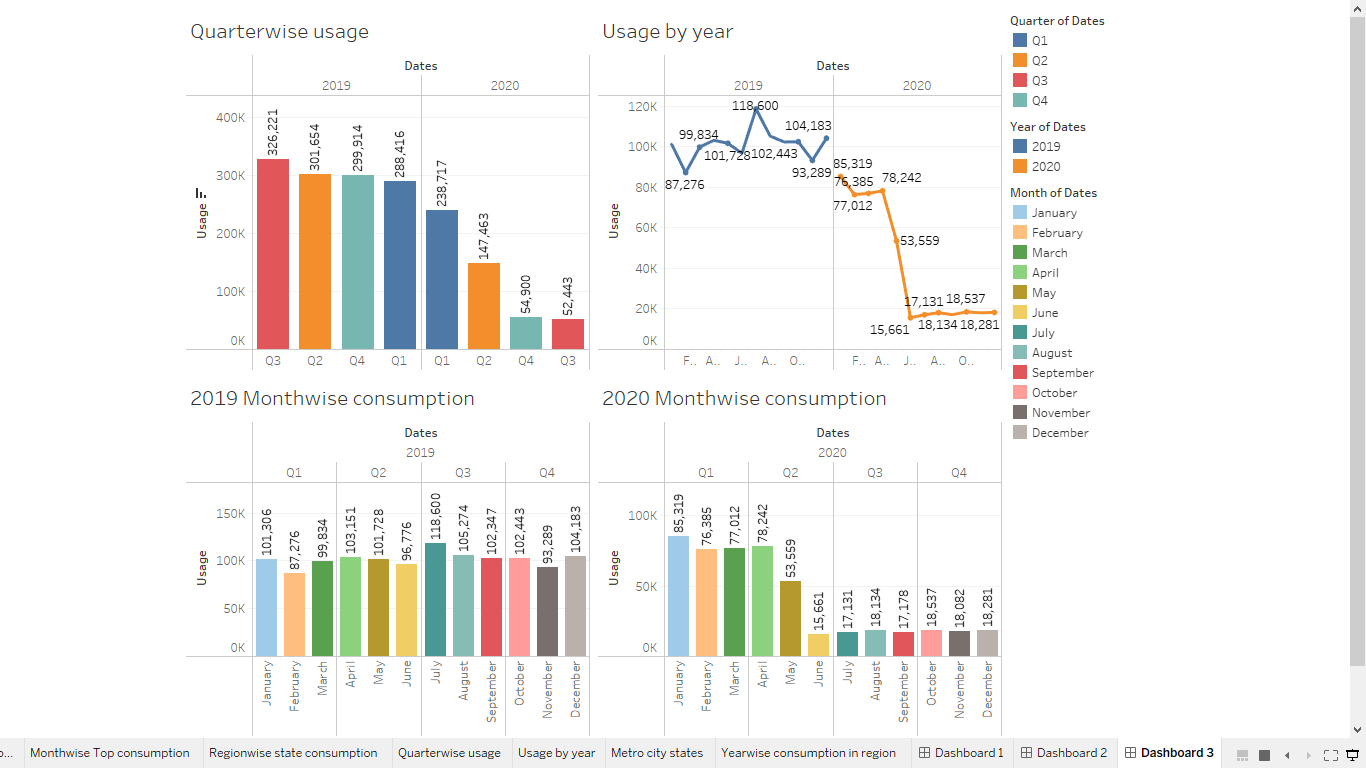 Quarterwise usage
Dates
2019 2020
Usage
400K
300K
200K
100K
0K
326,221
301,654
299,914
288,416
238,717
147,463
54,900
52,443
Q3 Q2 Q4 Q1 Q1 Q2 Q4 Q3
Usage by year
Dates
2019 2020
Usage
120K
100K
80K
60K
40K
20K
0K
118,600
99,834
104,183
101,728
102,443
93,289
87,276
85,319
76,385
78,242
77,012
53,559
17,131
18,537
15,661
18,134
18,281
F.. A.. J.. A.. O.. F.. A.. J.. A.. O..
Quarter of Dates
Q1
Q2
Q3
Q4
Year of Dates
2019
2020
Month of Dates
January
February
March
April
May
June
July
August
September
October
November
December
2019 Monthwise consumption
Dates
2019
Q1 Q2 Q3 Q4
Usage
150K
100K
50K
0K
101,306
87,276
99,834
103,151
101,728
96,776
118,600
105,274
102,347
102,443
93,289
104,183
January
February
March
April
May
June
July
August
September
October
November
December
2020 Monthwise consumption
Dates
2020
Q1 Q2 Q3 Q4
Usage
100K
50K
0K
85,319
76,385
77,012
78,242
53,559
15,661
17,131
18,134
17,178
18,537
18,082
18,281
January
February
March
April
May
June
July
August
September
October
November
December
o... Monthwise Top consumption Regionwise state consumption Quarterwise usage Usage by year Metro city states Yearwise consumption in region Dashboard 1 Dashboard 2 Dashboard 3